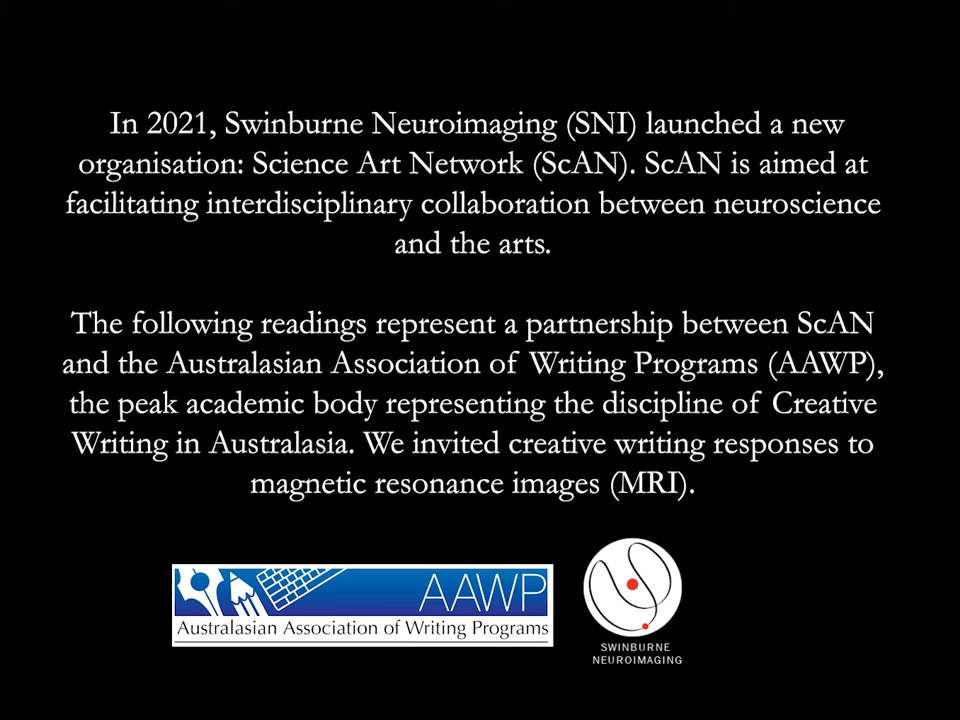 In 2021, Swinburne Neuroimaging (SNI) launched a new
organisation: Science Art Network (ScAN). ScAN is aimed at
facilitating interdisciplinary collaboration between neuroscience
and the arts.
The following readings represent a partnership between ScAN
and the Australasian Association of Writing Programs (AAWP),
the peak academic body representing the discipline of Creative
Writing in Australasia. We invited creative writing responses to
magnetic resonance images (MRI).
AAWP
Australasian Association of Writing Programs
SWINBURNE
NEUROIMAGING